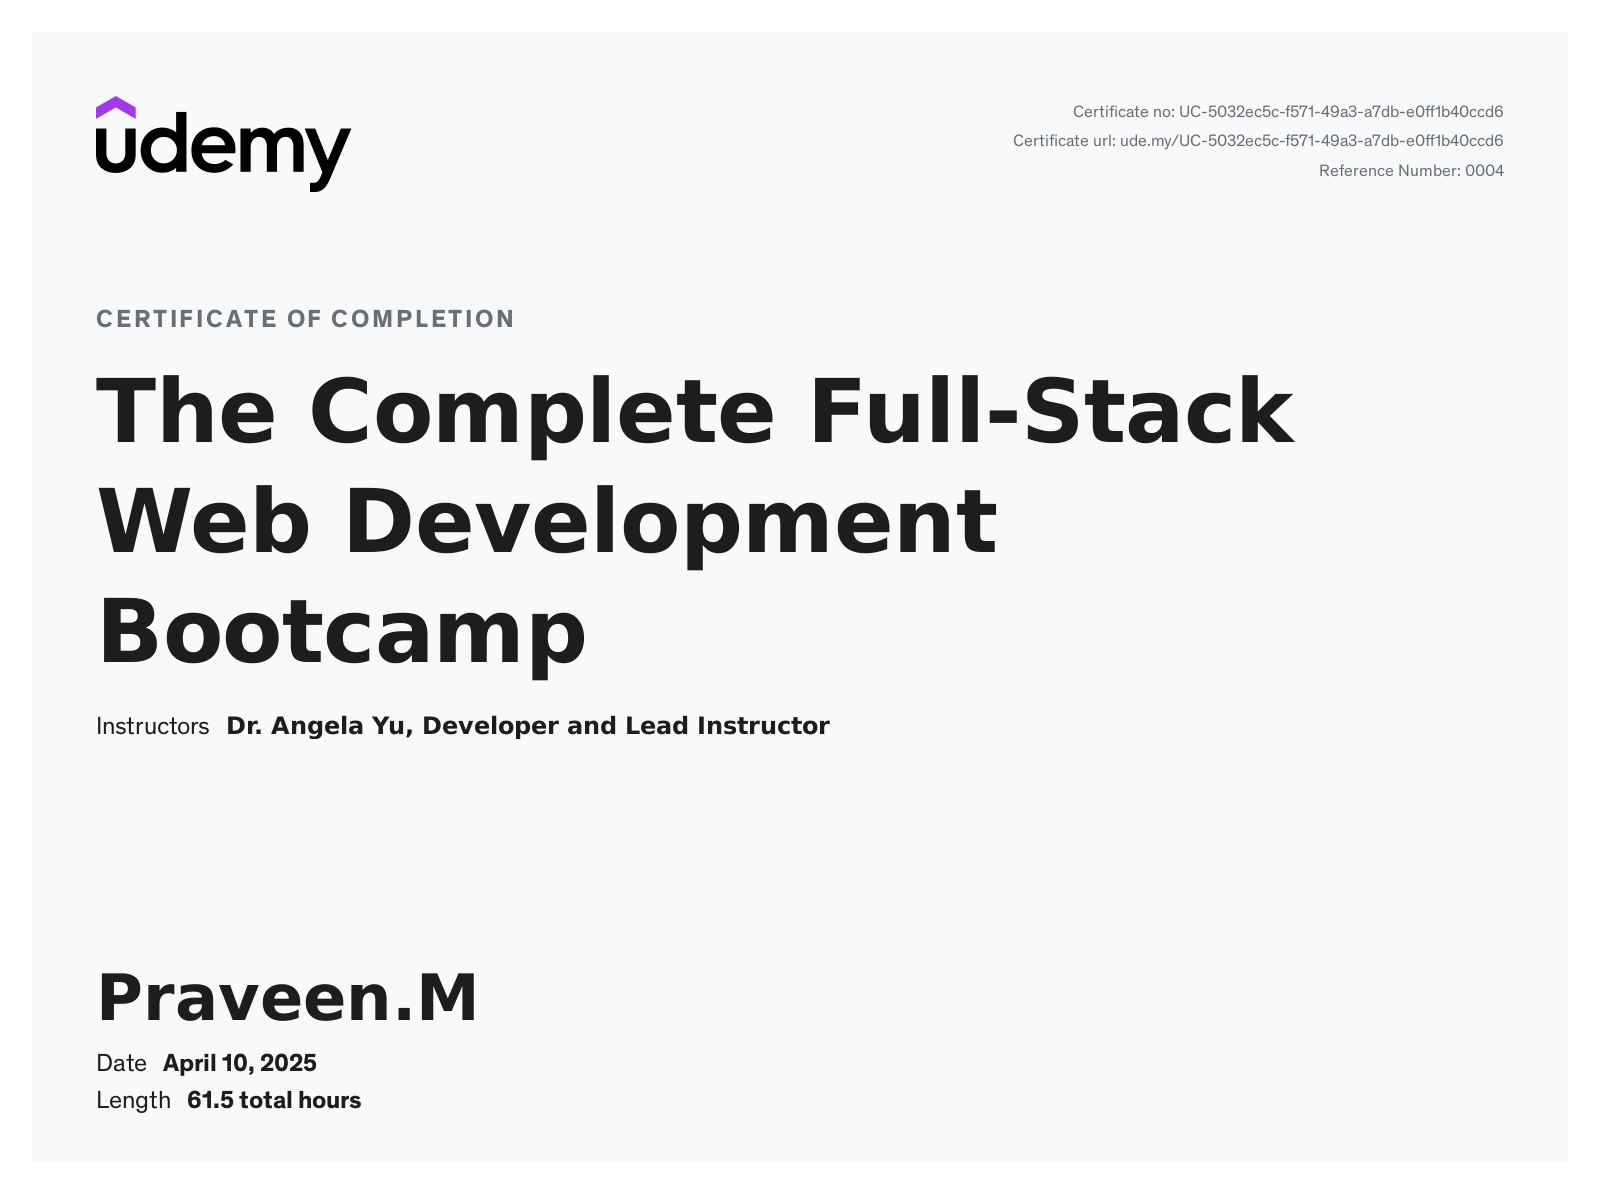 udemy
Certificate no: UC-5032ec5c-f571-49a3-a7db-e0ff1b40ccd6
Certificate url: ude.my/UC-5032ec5c-f571-49a3-a7db-e0ff1b40ccd6
Reference Number: 0004
CERTIFICATE OF COMPLETION
The Complete Full-Stack
Web Development
Bootcamp
Instructors Dr. Angela Yu, Developer and Lead Instructor
Praveen.M
Date April 10, 2025
Length 61.5 total hours